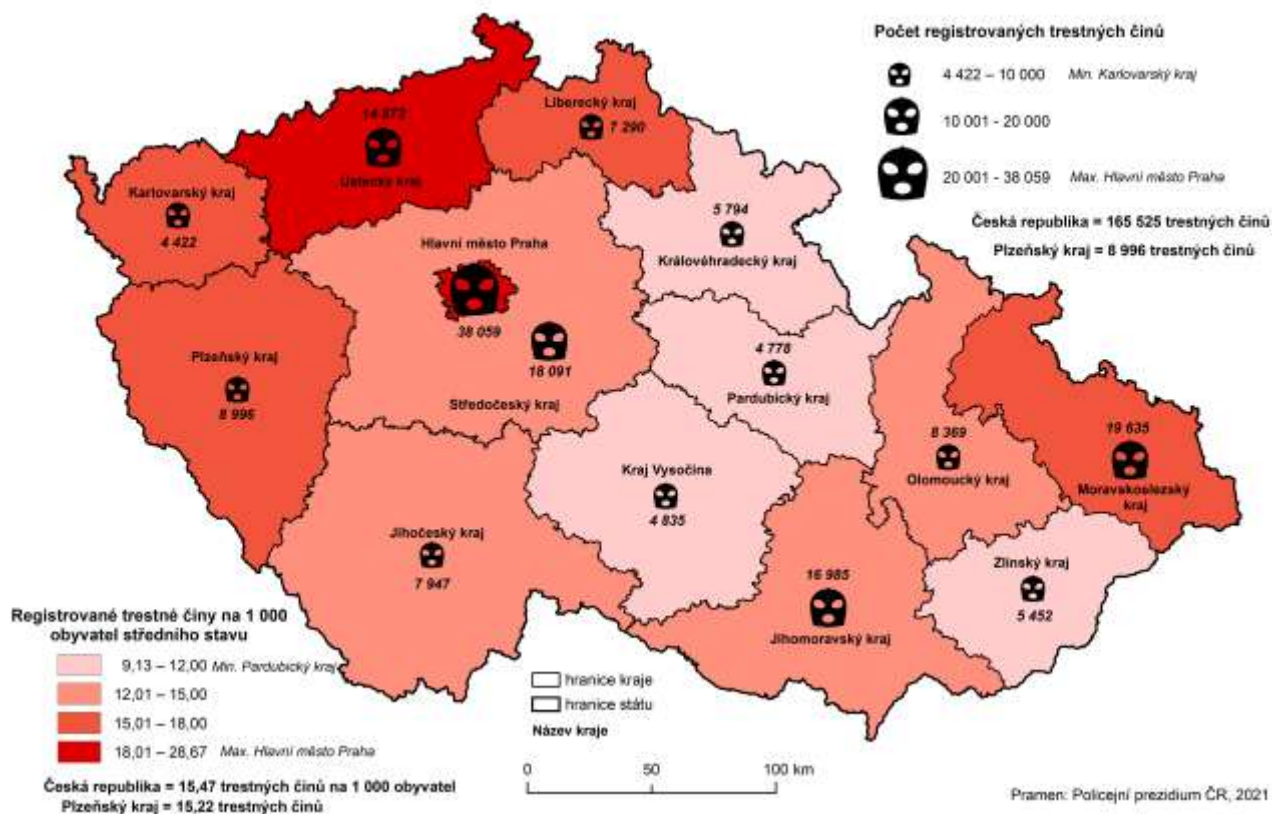 Počet registrovaných trestných činů
4 422 – 10 000 Min. Karlovarský kraj
10 001 - 20 000
20 001 - 38 059 Max. Hlavní město Praha
Česká republika = 165 525 trestných činů
Plzeňský kraj = 8 996 trestných činů
14 872
Ústecký kraj
Liberecký kraj
7 290
Karlovarský kraj
4 422
5 794
Královéhradecký kraj
Hlavní město Praha
38 059
18 091
Středočeský kraj
Plzeňský kraj
8 996
4 778
Pardubický kraj
8 369
Olomoucký kraj
19 635
Moravskoslezský
kraj
Kraj Vysočina
4 835
Jihočeský kraj
7 947
16 985
Jihomoravský kraj
Zlínský kraj
5 452
Registrované trestné činy na 1 000
obyvatel středního stavu
9,13 – 12,00 Min. Pardubický kraj
12,01 – 15,00
15,01 – 18,00
18,01 – 28,67 Max. Hlavní město Praha
Česká republika = 15,47 trestných činů na 1 000 obyvatel
Plzeňský kraj = 15,22 trestných činů
hranice kraje
hranice státu
Název kraje
0 50 100 km
Pramen: Policejní prezidium ČR, 2021